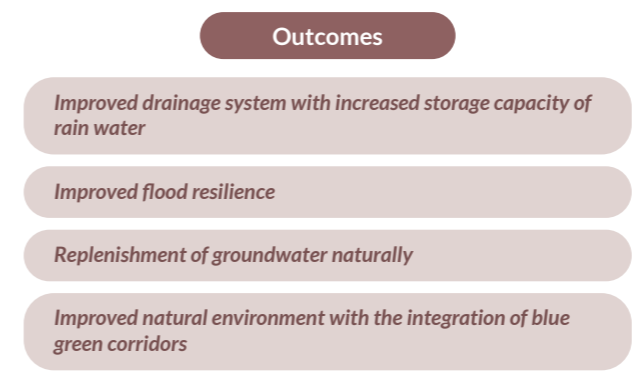 Outcomes
Improved drainage system with increased storage capacity of
rain water
Improved flood resilience
Replenishment of groundwater naturally
Improved natural environment with the integration of blue
green corridors